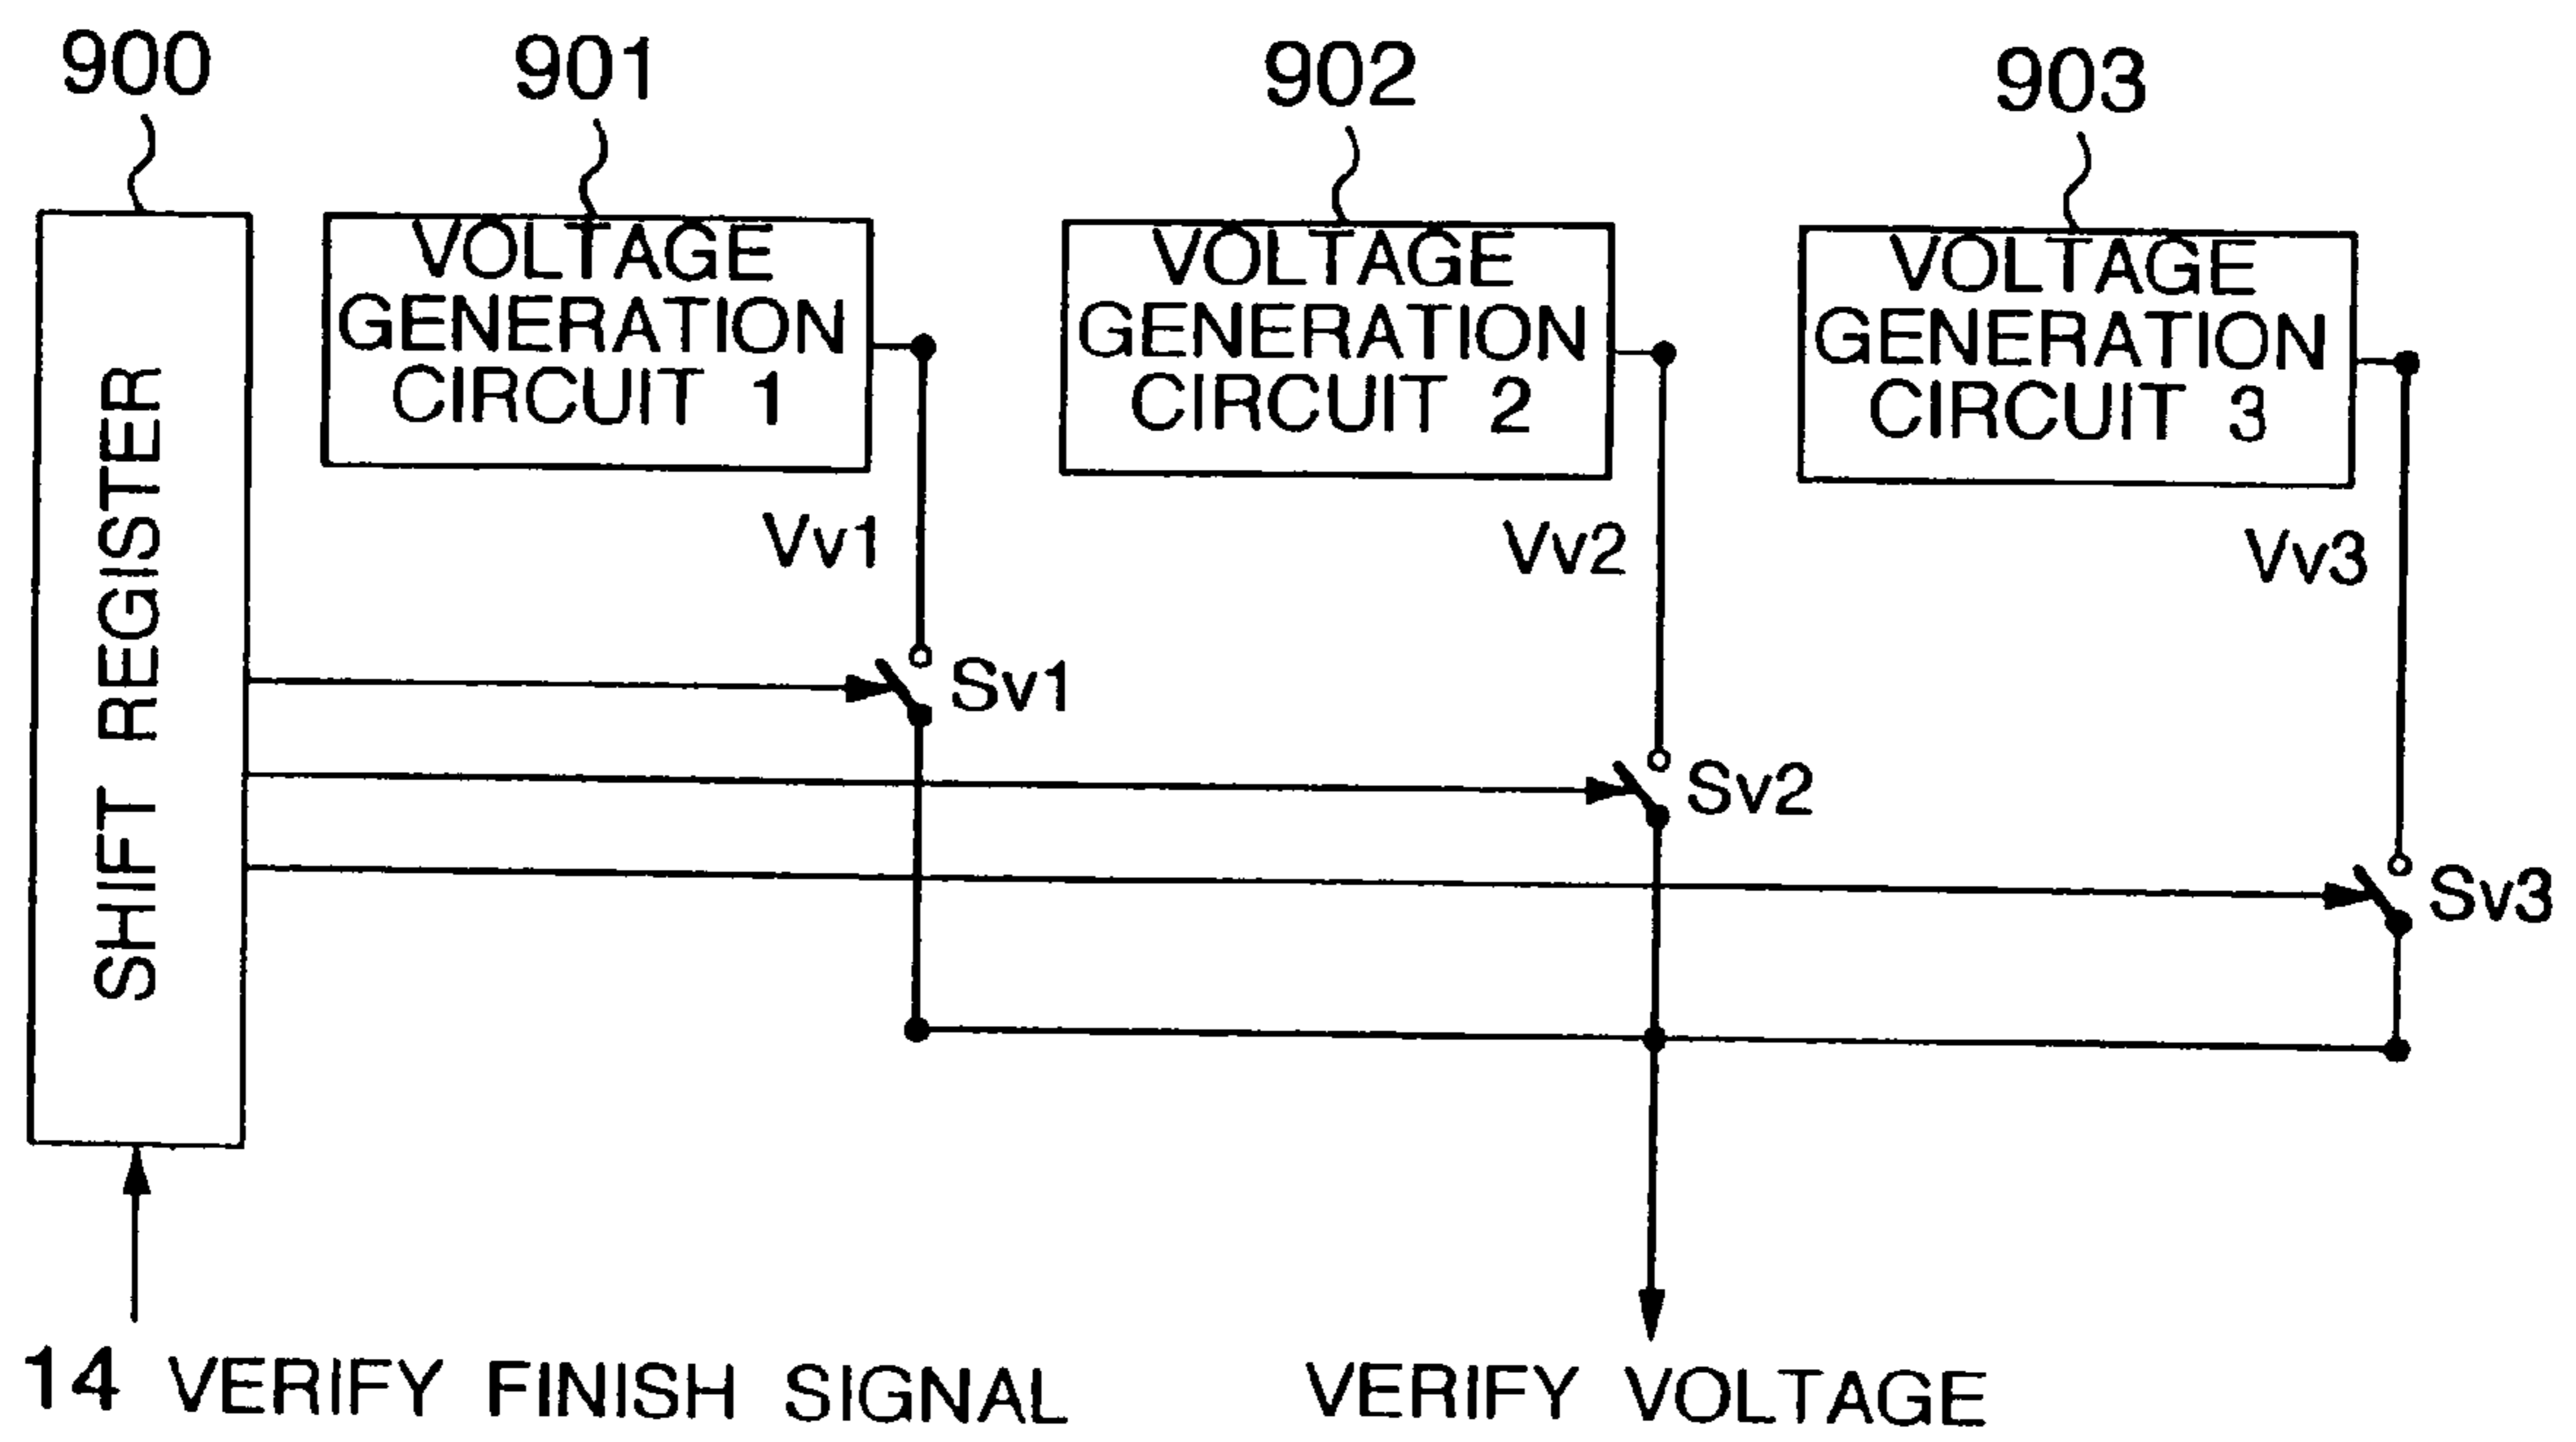 900
901
902
903
SHIFT REGISTER
VOLTAGE
GENERATION
CIRCUIT 1
VOLTAGE
GENERATION
CIRCUIT 2
VOLTAGE
GENERATION
CIRCUIT 3
Vv1
Vv2
Vv3
Sv1
Sv2
Sv3
14 VERIFY FINISH SIGNAL
VERIFY VOLTAGE